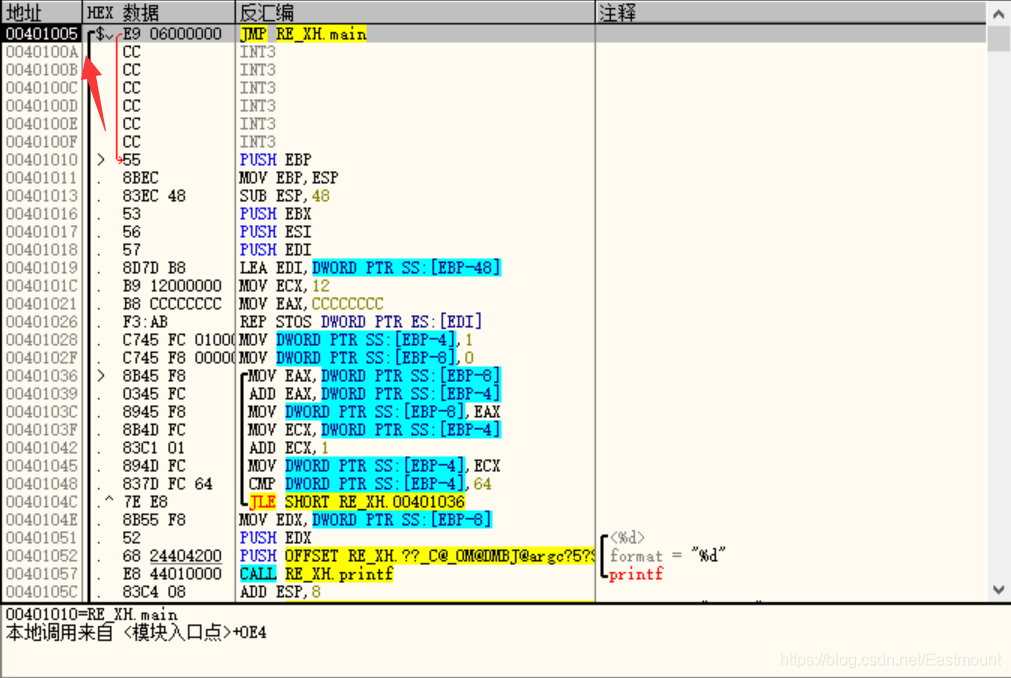 地址 HEX 数据 反汇编 注释
00401005 $ E9 06000000 JMP RE_XH.main
0040100A CC INT3
0040100B CC INT3
0040100C CC INT3
0040100D CC INT3
0040100E CC INT3
0040100F CC INT3
00401010 > 55 PUSH EBP
00401011 . 8BEC MOV EBP,ESP
00401013 . 83EC 48 SUB ESP,48
00401016 . 53 PUSH EBX
00401017 . 56 PUSH ESI
00401018 . 57 PUSH EDI
00401019 . 8D7D B8 LEA EDI,DWORD PTR SS:[EBP-48]
0040101C . B9 12000000 MOV ECX,12
00401021 . B8 CCCCCCCC MOV EAX,CCCCCCCC
00401026 . F3:AB REP STOS DWORD PTR ES:[EDI]
00401028 . C745 FC 0100 MOV DWORD PTR SS:[EBP-4],1
0040102F . C745 F8 0000 MOV DWORD PTR SS:[EBP-8],0
00401036 > 8B45 F8 MOV EAX,DWORD PTR SS:[EBP-8]
00401039 . 0345 FC ADD EAX,DWORD PTR SS:[EBP-4]
0040103C . 8945 F8 MOV DWORD PTR SS:[EBP-8],EAX
0040103F . 8B4D FC MOV ECX,DWORD PTR SS:[EBP-4]
00401042 . 83C1 01 ADD ECX,1
00401045 . 894D FC MOV DWORD PTR SS:[EBP-4],ECX
00401048 . 837D FC 64 CMP DWORD PTR SS:[EBP-4],64
0040104C .^ 7E E8 JLE SHORT RE_XH.00401036
0040104E . 8B55 F8 MOV EDX,DWORD PTR SS:[EBP-8]
00401051 . 52 PUSH EDX <%d>
00401052 . 68 24404200 PUSH OFFSET RE_XH.??_C@_0M@DMBJ@argc?5?$ format = "%d"
00401057 . E8 44010000 CALL RE_XH.printf printf
0040105C . 83C4 08 ADD ESP,8
00401010=RE_XH.main
本地调用来自 <模块入口点>+0E4
https://blog.csdn.net/Eastmount